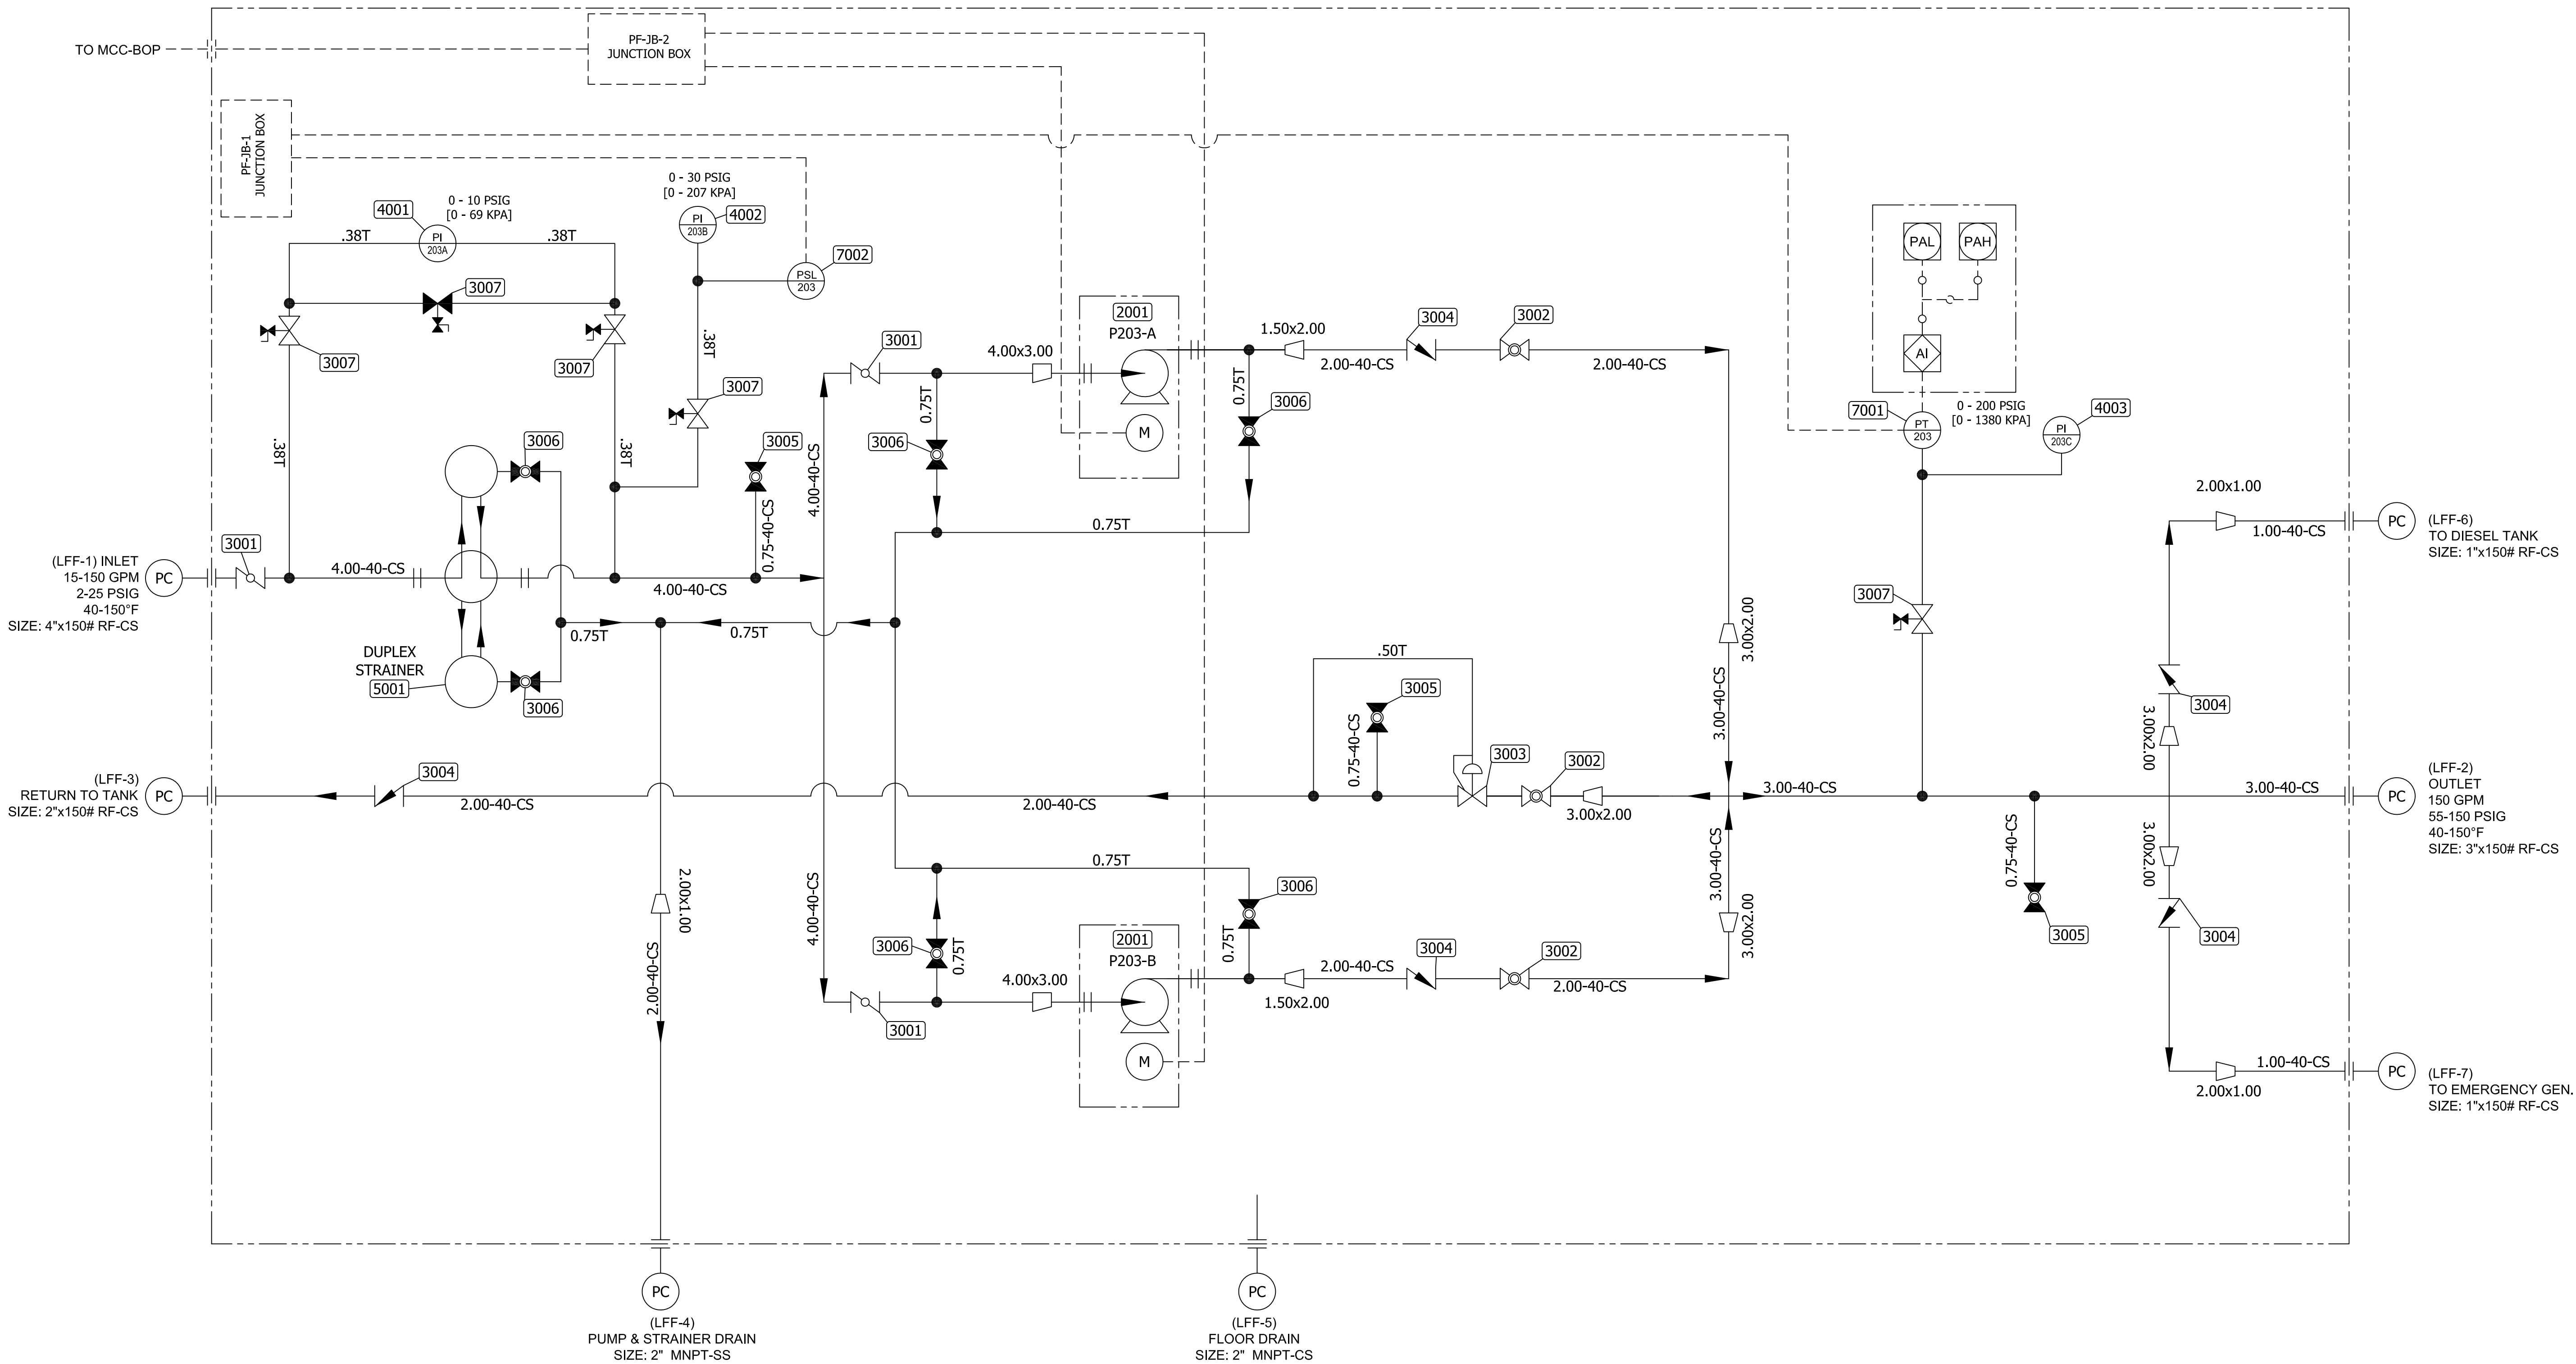 TO MCC-BOP
PF-JB-2
JUNCTION BOX
PF-JB-1
JUNCTION BOX
0 - 10 PSIG
[0 - 69 KPA]
4001
PI
203A
.38T
.38T
3007
3007
3007
.38T
.38T
0 - 30 PSIG
[0 - 207 KPA]
PI
203B
4002
7002
PSL
203
.38T
3007
3005
0.75-40-CS
3006
3001
(LFF-1) INLET
15-150 GPM
2-25 PSIG
40-150°F
SIZE: 4"x150# RF-CS
PC
4.00-40-CS
4.00-40-CS
DUPLEX
STRAINER
5001
3006
0.75T
0.75T
3001
4.00-40-CS
0.75T
3006
4.00x3.00
2001
P203-A
M
1.50x2.00
0.75T
3006
0.75T
2.00-40-CS
3004
3002
2.00-40-CS
3.00x2.00
3.00-40-CS
PAL
PAH
AI
7001
PT
203
0 - 200 PSIG
[0 - 1380 KPA]
PI
203C
4003
3007
2.00x1.00
1.00-40-CS
PC
(LFF-6)
TO DIESEL TANK
SIZE: 1"x150# RF-CS
3004
3.00x2.00
.50T
3005
0.75-40-CS
3003
3002
3.00x2.00
(LFF-3)
RETURN TO TANK
SIZE: 2"x150# RF-CS
PC
3004
2.00-40-CS
2.00-40-CS
3.00-40-CS
3.00-40-CS
PC
(LFF-2)
OUTLET
150 GPM
55-150 PSIG
40-150°F
SIZE: 3"x150# RF-CS
0.75-40-CS
3005
3.00x2.00
3004
2.00x1.00
2.00-40-CS
4.00-40-CS
0.75T
3006
0.75T
3001
4.00x3.00
2001
P203-B
M
3006
0.75T
1.50x2.00
2.00-40-CS
3004
3002
2.00-40-CS
3.00-40-CS
3.00x2.00
1.00-40-CS
2.00x1.00
PC
(LFF-7)
TO EMERGENCY GEN.
SIZE: 1"x150# RF-CS
PC
(LFF-4)
PUMP & STRAINER DRAIN
SIZE: 2" MNPT-SS
PC
(LFF-5)
FLOOR DRAIN
SIZE: 2" MNPT-CS